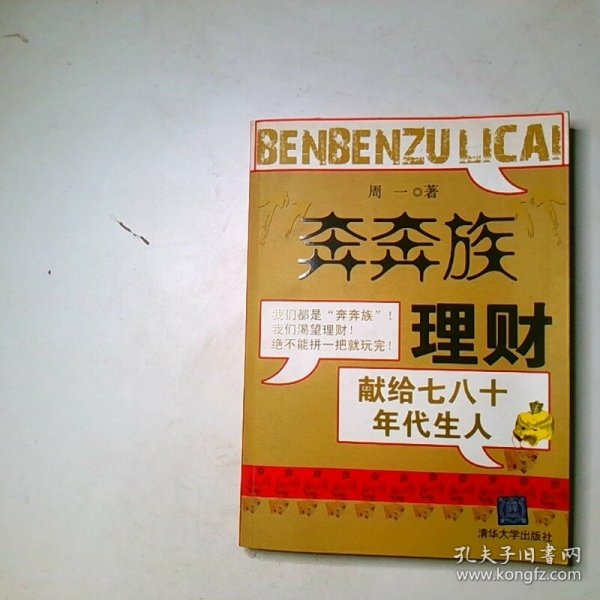 BENBENZU LICAI
周一 著
奔奔族
理财
我们都是“奔奔族”!
我们渴望理财!
绝不能拼一把就玩完!
献给七八十
年代生人
清华大学出版社
孔夫子旧书网
www.kongfz.com